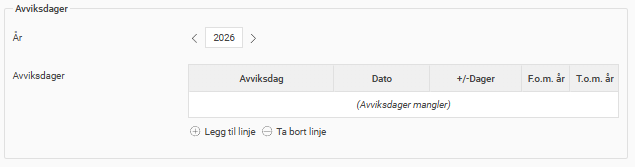 Avviksdager
År
2026
Avviksdager
Avviksdag Dato +/-Dager F.o.m. år T.o.m. år
(Avviksdager mangler)
Legg til linje Ta bort linje